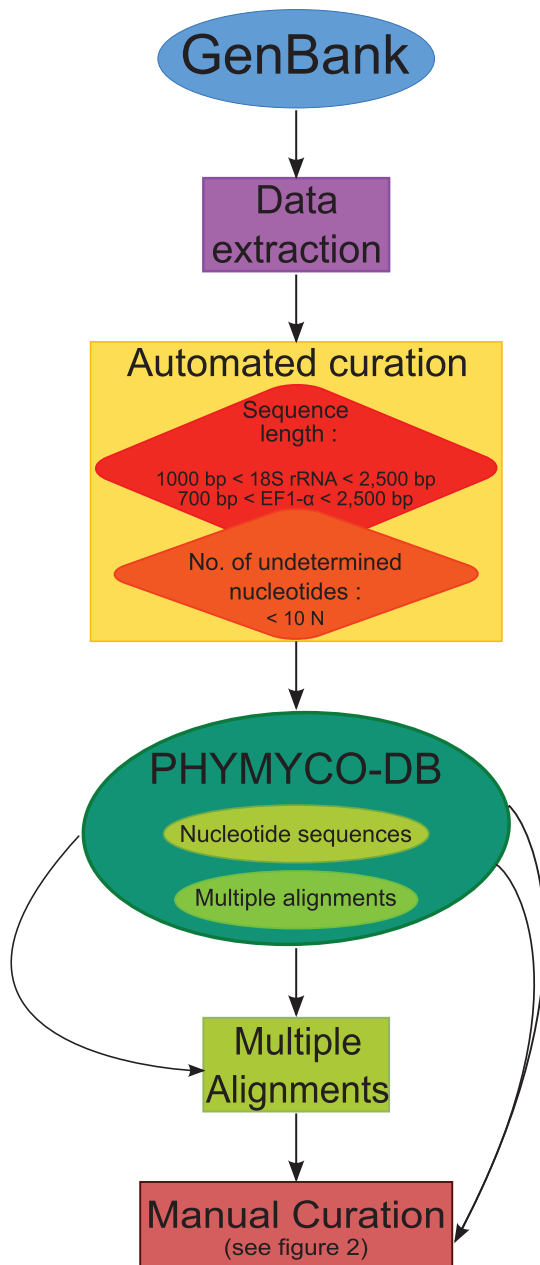 GenBank
Data
extraction
Automated curation
Sequence
length :
1000 bp < 18S rRNA < 2,500 bp
700 bp < EF1-α < 2,500 bp
No. of undetermined
nucleotides :
< 10 N
PHYMYCO-DB
Nucleotide sequences
Multiple alignments
Multiple
Alignments
Manual Curation
(see figure 2)